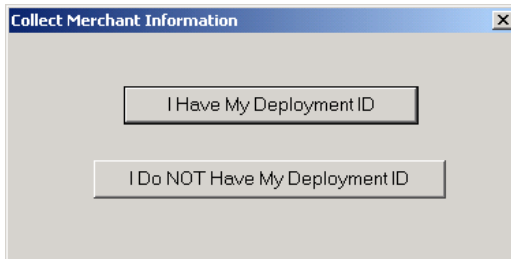 Collect Merchant Information
I Have My Deployment ID
I Do NOT Have My Deployment ID